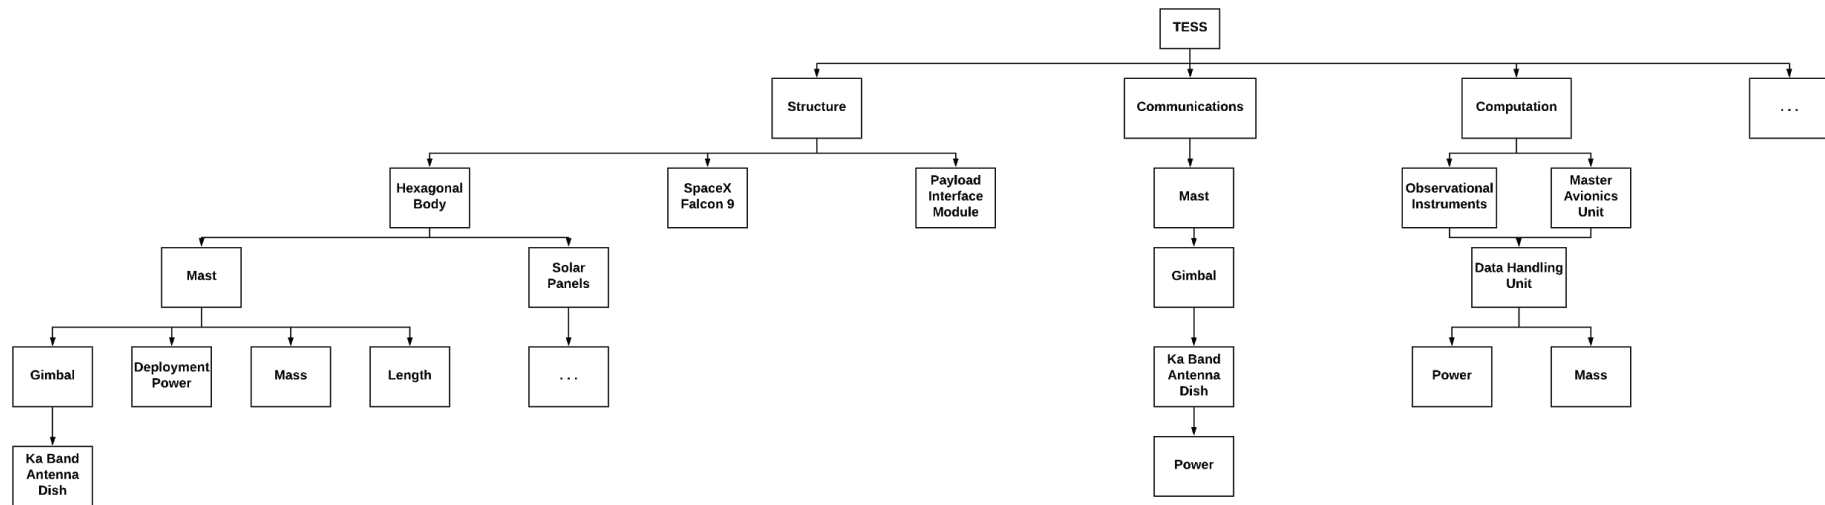 TESS
Structure
Communications
Computation
. . .
Hexagonal
Body
SpaceX
Falcon 9
Payload
Interface
Module
Mast
Observational
Instruments
Master
Avionics
Unit
Mast
Solar
Panels
Gimbal
Data Handling
Unit
Gimbal
Deployment
Power
Mass
Length
. . .
Ka Band
Antenna
Dish
Power
Mass
Ka Band
Antenna
Dish
Power